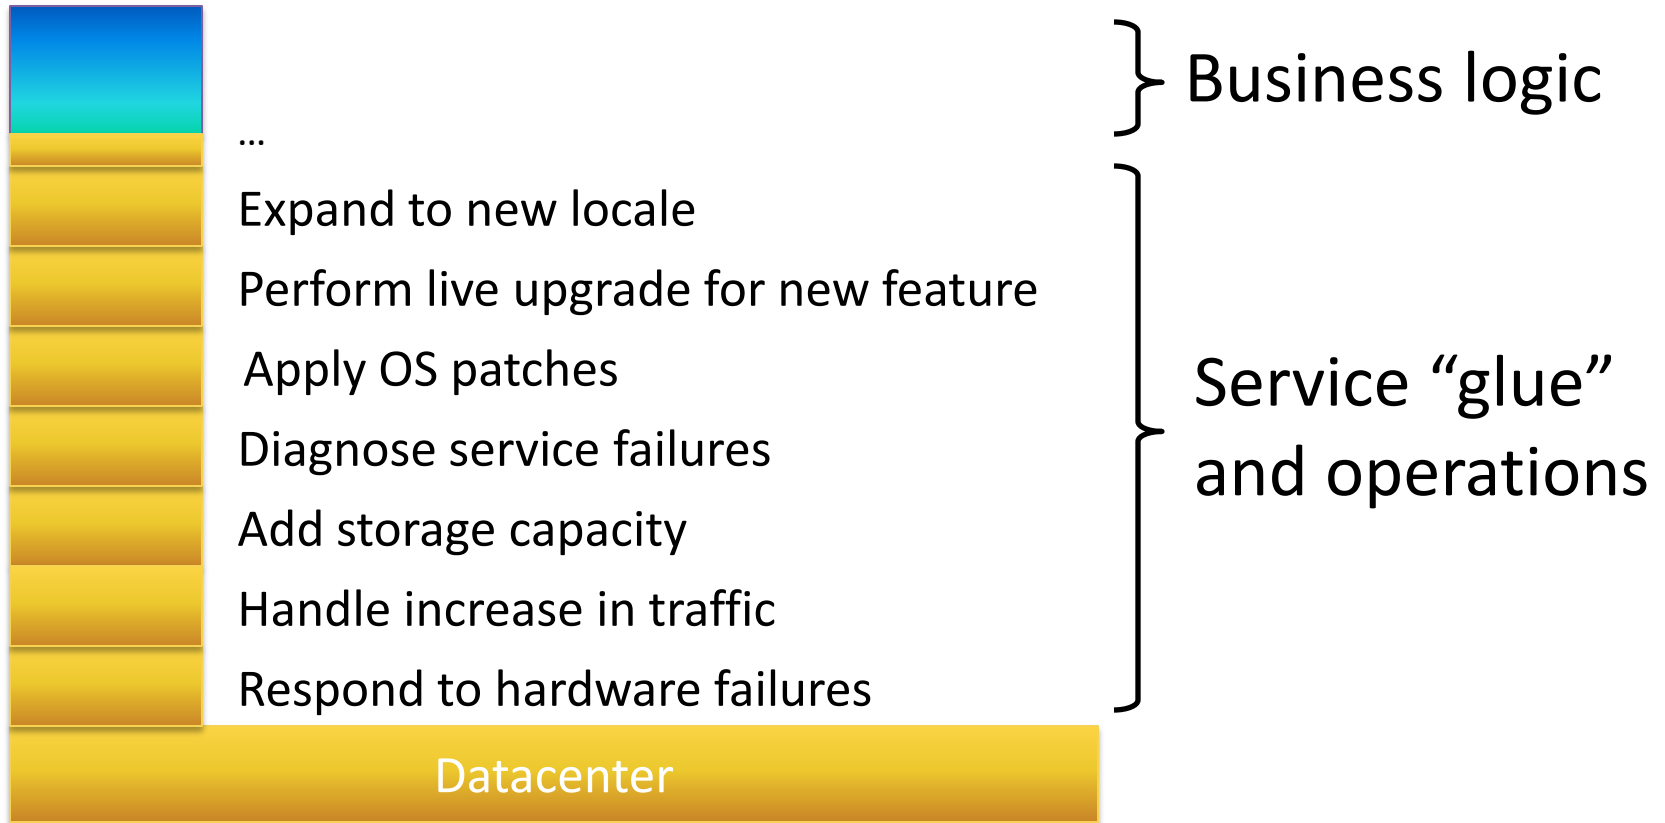 Business logic
…
Expand to new locale
Perform live upgrade for new feature
Apply OS patches
Diagnose service failures
Add storage capacity
Handle increase in traffic
Respond to hardware failures
Service “glue”
and operations
Datacenter